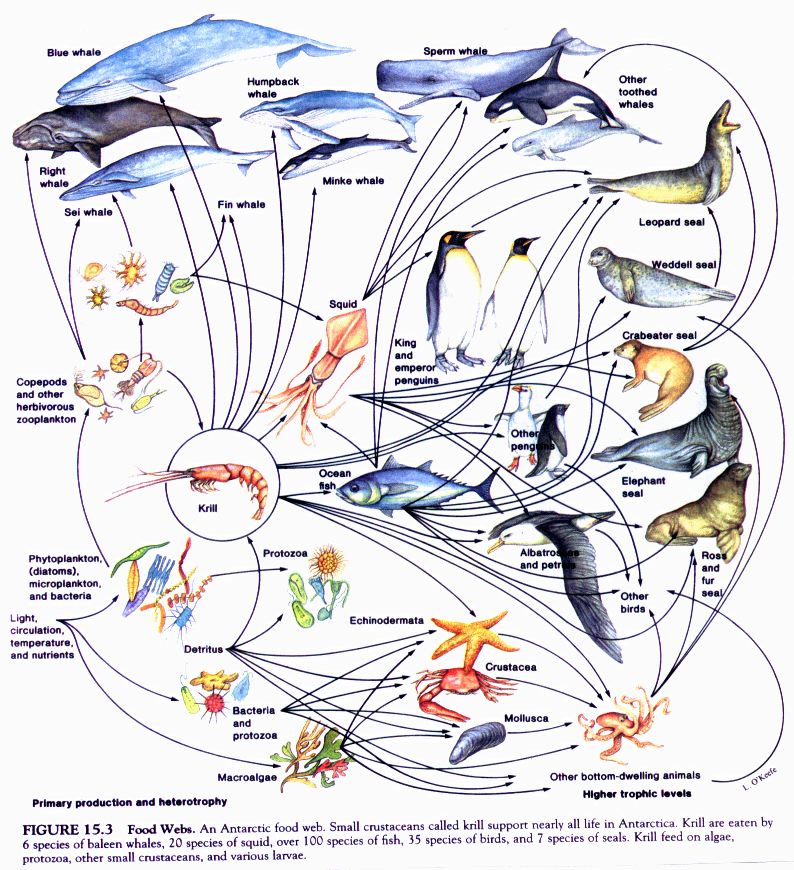 Blue whale
Sperm whale
Humpback
whale
Other
toothed
whales
Right
whale
Minke whale
Sei whale
Fin whale
Leopard seal
Weddell seal
Squid
King
and
emperor
penguins
Crabeater seal
Copepods
and other
herbivorous
zooplankton
Other
penguins
Ocean
fish
Elephant
seal
Krill
Phytoplankton,
(diatoms),
microplankton,
and bacteria
Protozoa
Albatrosses
and petrels
Ross
and
fur
seal
Other
birds
Light,
circulation,
temperature,
and nutrients
Echinodermata
Detritus
Crustacea
Bacteria
and
protozoa
Mollusca
Macroalgae
Other bottom-dwelling animals
L. O'Keefe
Primary production and heterotrophy
Higher trophic levels
FIGURE 15.3 Food Webs. An Antarctic food web. Small crustaceans called krill support nearly all life in Antarctica. Krill are eaten by
6 species of baleen whales, 20 species of squid, over 100 species of fish, 35 species of birds, and 7 species of seals. Krill feed on algae,
protozoa, other small crustaceans, and various larvae.